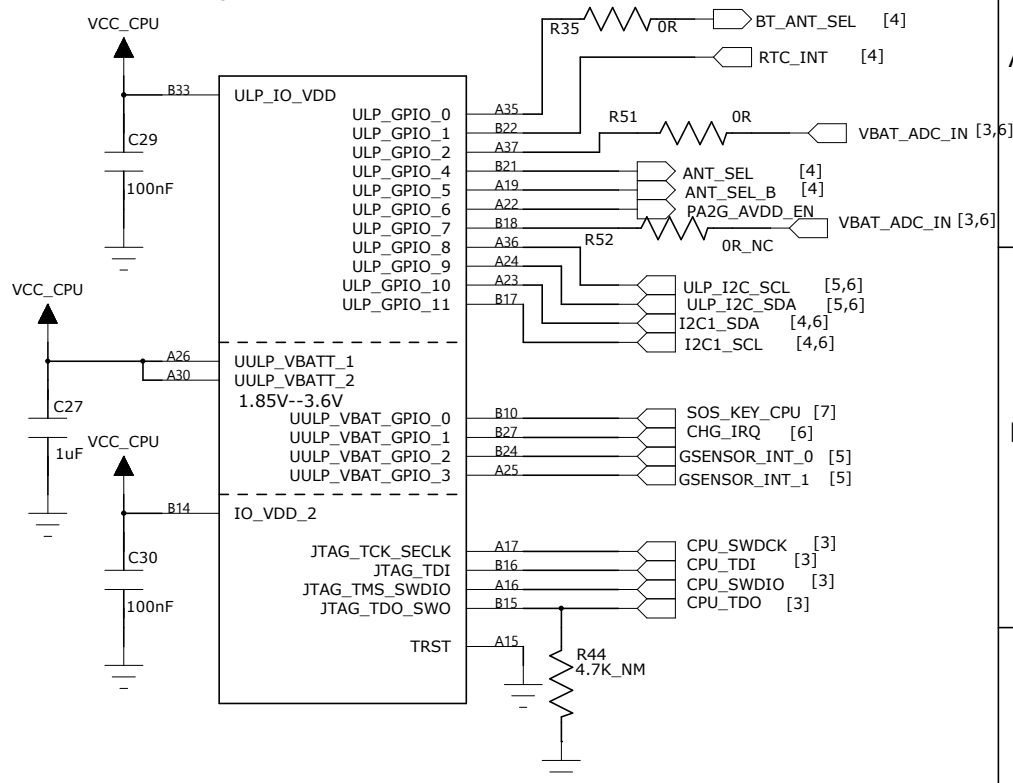 VCC_CPU
B33
ULP_IO_VDD
C29
100nF
R35
0R
BT_ANT_SEL [4]
RTC_INT [4]
R51
0R
VBAT_ADC_IN [3,6]
ULP_GPIO_0 A35
ULP_GPIO_1 B22
ULP_GPIO_2 A37
ULP_GPIO_4 B21 ANT_SEL [4]
ULP_GPIO_5 A19 ANT_SEL_B [4]
ULP_GPIO_6 A22 PA2G_AVDD_EN
ULP_GPIO_7 B18
R52
0R_NC
VBAT_ADC_IN [3,6]
ULP_GPIO_8 A36
ULP_GPIO_9 A24
ULP_GPIO_10 A23
ULP_GPIO_11 B17
ULP_I2C_SCL [5,6]
ULP_I2C_SDA [5,6]
I2C1_SDA [4,6]
I2C1_SCL [4,6]
VCC_CPU
A26 UULP_VBATT_1
A30 UULP_VBATT_2
1.85V--3.6V
C27
1uF
UULP_VBAT_GPIO_0 B10 SOS_KEY_CPU [7]
UULP_VBAT_GPIO_1 B27 CHG_IRQ [6]
UULP_VBAT_GPIO_2 B24 GSENSOR_INT_0 [5]
UULP_VBAT_GPIO_3 A25 GSENSOR_INT_1 [5]
VCC_CPU
B14 IO_VDD_2
C30
100nF
JTAG_TCK_SECLK A17 CPU_SWDCK [3]
JTAG_TDI B16 CPU_TDI [3]
JTAG_TMS_SWDIO A16 CPU_SWDIO [3]
JTAG_TDO_SWO B15 CPU_TDO [3]
TRST A15
R44
4.7K_NM